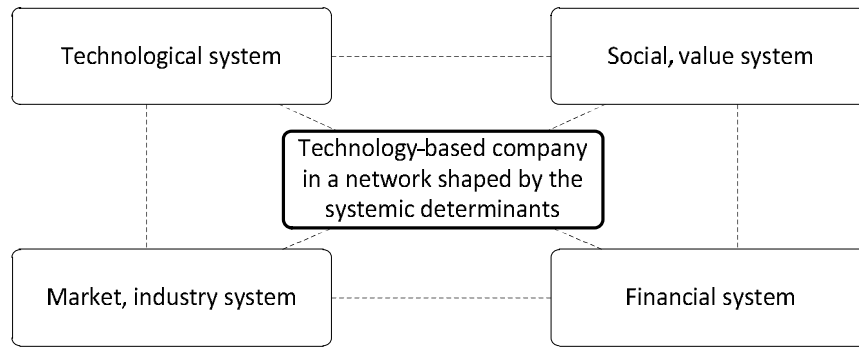 Technological system
Social, value system
Technology-based company
in a network shaped by the
systemic determinants
Market, industry system
Financial system